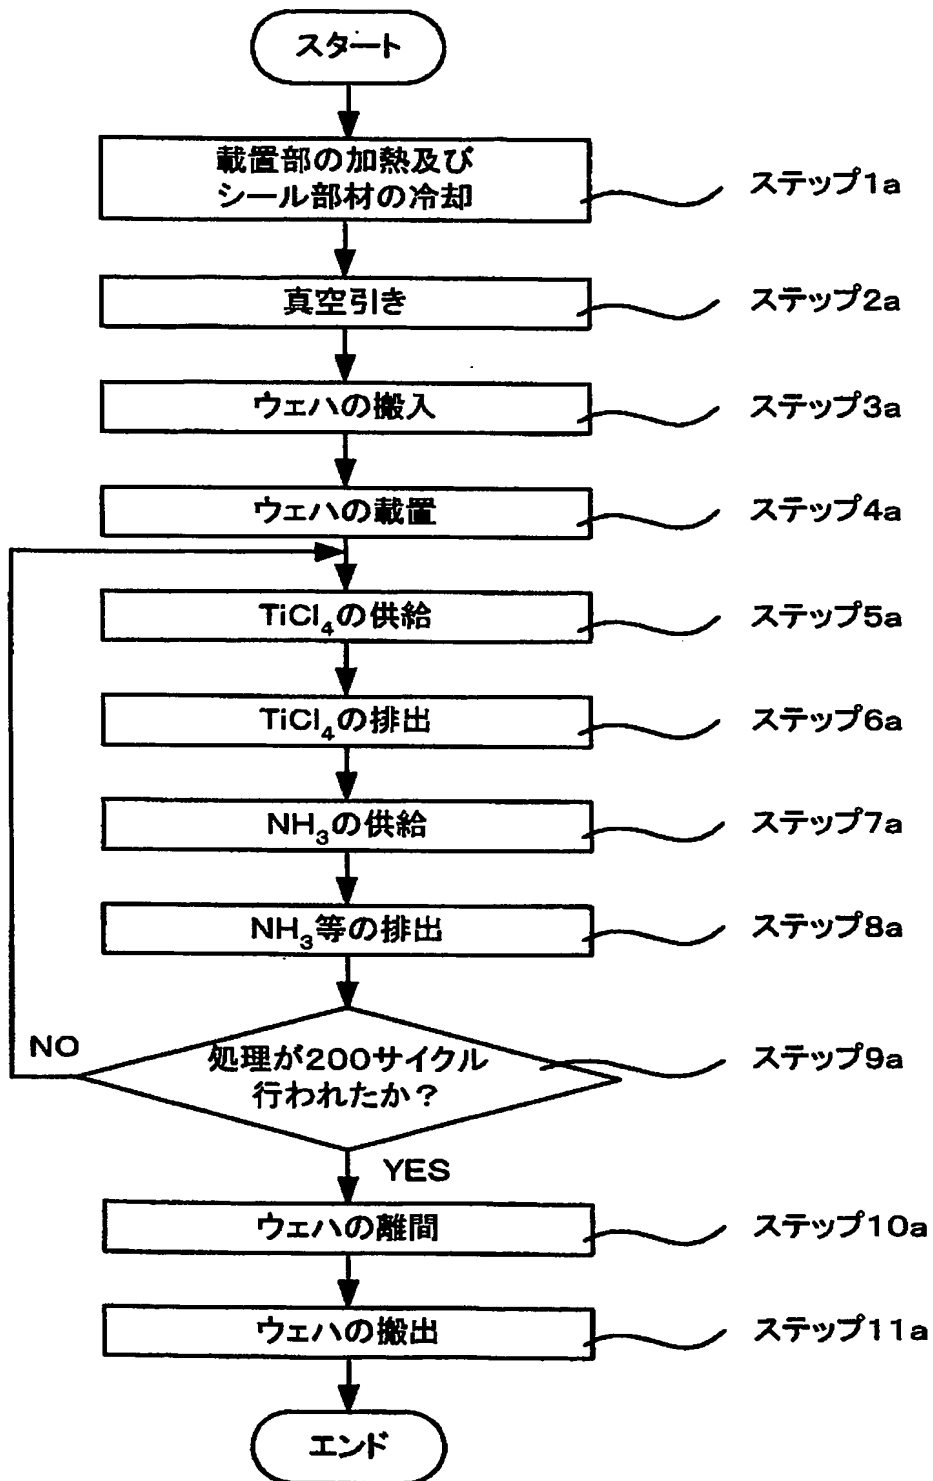 スタート
載置部の加熱及び
シール部材の冷却
ステップ1a
真空引き
ステップ2a
ウェハの搬入
ステップ3a
ウェハの載置
ステップ4a
TiCl₄の供給
ステップ5a
TiCl₄の排出
ステップ6a
NH₃の供給
ステップ7a
NH₃等の排出
ステップ8a
NO
処理が200サイクル
行われたか？
ステップ9a
YES
ウェハの離間
ステップ10a
ウェハの搬出
ステップ11a
エンド